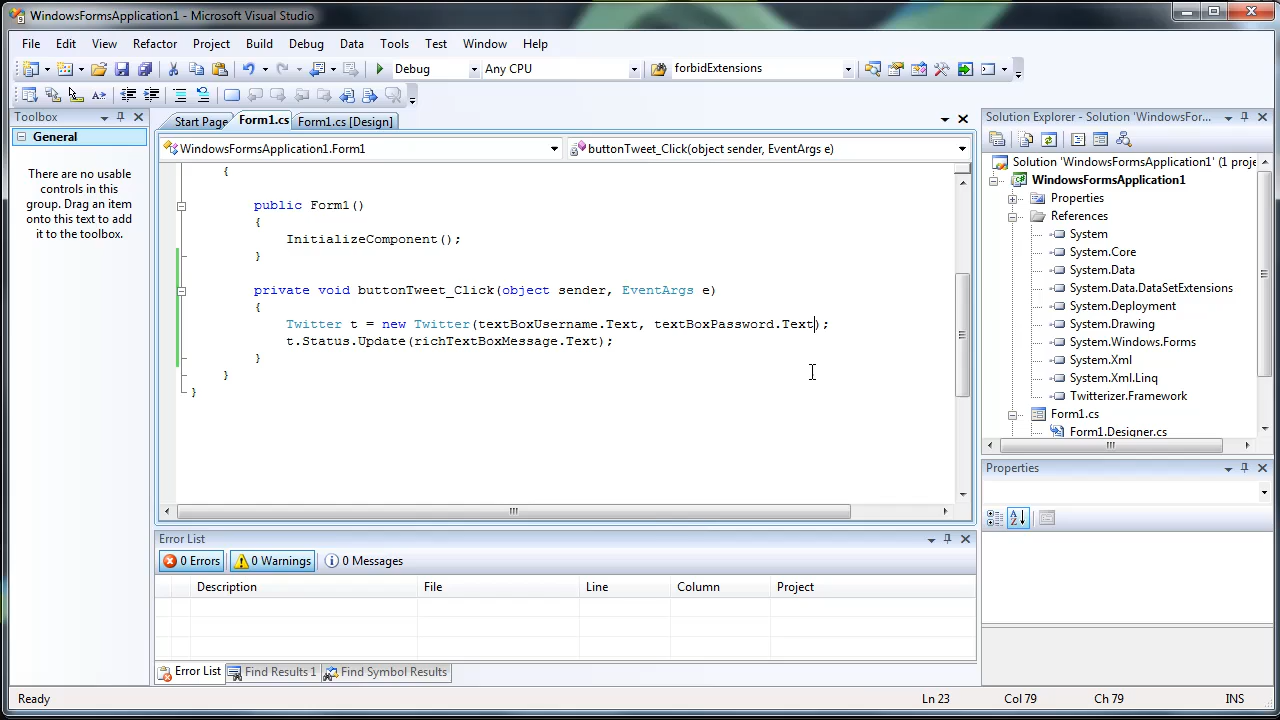 WindowsFormsApplication1 - Microsoft Visual Studio
File Edit View Refactor Project Build Debug Data Tools Test Window Help
Debug Any CPU forbidExtensions
Toolbox
General
There are no usable
controls in this
group. Drag an item
onto this text to add
it to the toolbox.
Start Page Form1.cs Form1.cs [Design]
WindowsFormsApplication1.Form1 buttonTweet_Click(object sender, EventArgs e)
{
public Form1()
{
InitializeComponent();
}
private void buttonTweet_Click(object sender, EventArgs e)
{
Twitter t = new Twitter(textBoxUsername.Text, textBoxPassword.Text);
t.Status.Update(richTextBoxMessage.Text);
}
}
}
Solution Explorer - Solution 'WindowsFor...
Solution 'WindowsFormsApplication1' (1 proje
WindowsFormsApplication1
Properties
References
System
System.Core
System.Data
System.Data.DataSetExtensions
System.Deployment
System.Drawing
System.Windows.Forms
System.Xml
System.Xml.Linq
Twitterizer.Framework
Form1.cs
Form1.Designer.cs
Properties
Error List
0 Errors 0 Warnings 0 Messages
Description File Line Column Project
Error List Find Results 1 Find Symbol Results
Ready Ln 23 Col 79 Ch 79 INS